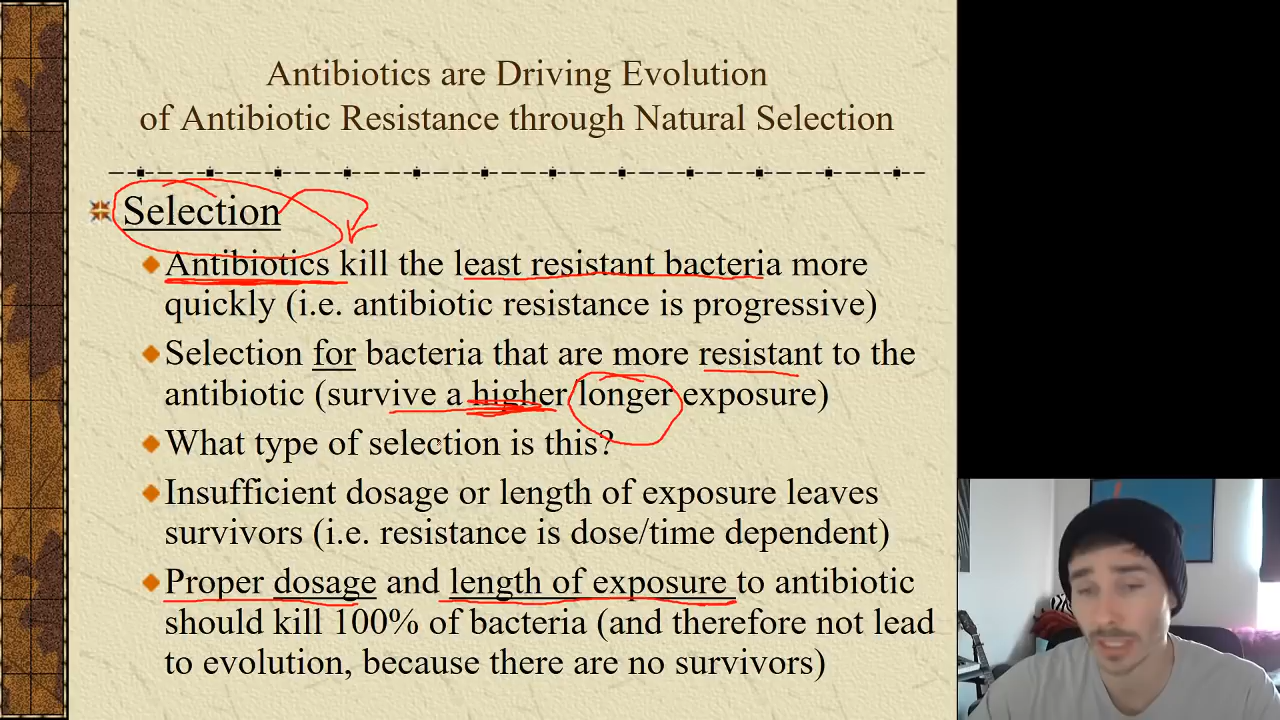 Antibiotics are Driving Evolution
of Antibiotic Resistance through Natural Selection
Selection
Antibiotics kill the least resistant bacteria more
quickly (i.e. antibiotic resistance is progressive)
Selection for bacteria that are more resistant to the
antibiotic (survive a higher longer exposure)
What type of selection is this?
Insufficient dosage or length of exposure leaves
survivors (i.e. resistance is dose/time dependent)
Proper dosage and length of exposure to antibiotic
should kill 100% of bacteria (and therefore not lead
to evolution, because there are no survivors)